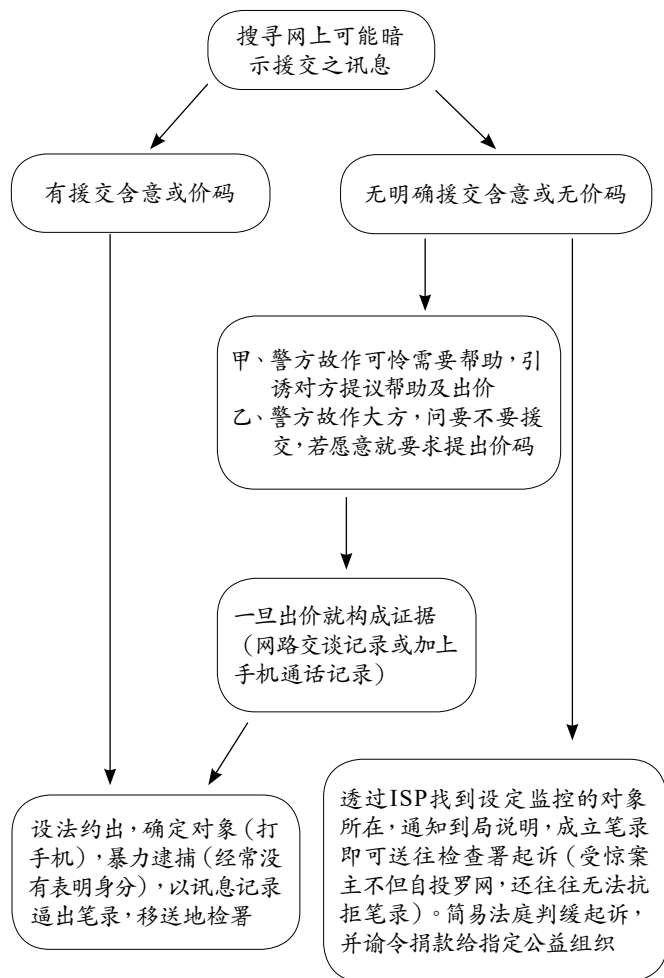 搜寻网上可能暗
示援交之讯息
有援交含意或价码
无明确援交含意或无价码
甲、警方故作可怜需要帮助，引
诱对方提议帮助及出价
乙、警方故作大方，问要不要援
交，若愿意就要求提出价码
一旦出价就构成证据
（网路交谈记录或加上
手机通话记录）
设法约出，确定对象（打
手机），暴力逮捕（经常没
有表明身分），以讯息记录
逼出笔录，移送地检署
透过ISP找到设定监控的对象
所在，通知到局说明，成立笔录
即可送往检查署起诉（受惊案
主不但自投罗网，还往往无法抗
拒笔录）。简易法庭判缓起诉，
并谕令捐款给指定公益组织